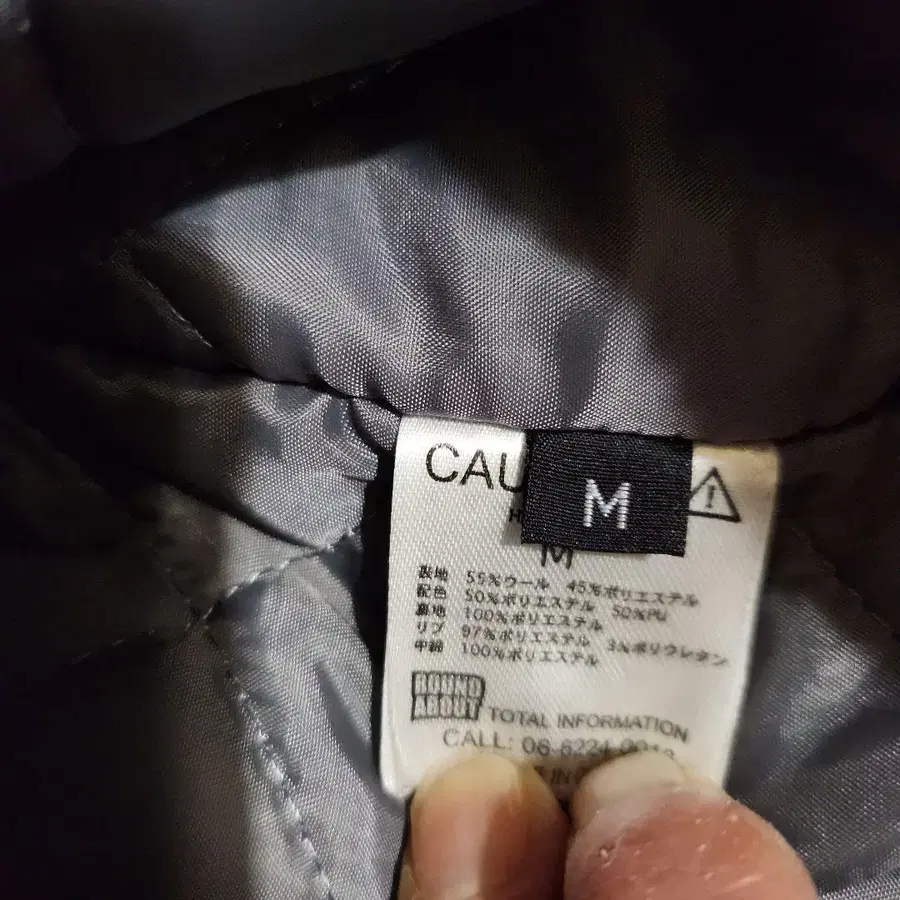 CAU
M
M
表地 55%ウール 45%ポリエステル
配色 50%ポリエステル 50%PU
裏地 100%ポリエステル
リブ 97%ポリエステル 3%ポリウレタン
中綿 100%ポリエステル
ROUND
ABOUT
TOTAL INFORMATION
CALL: 06-6224-0013
IN